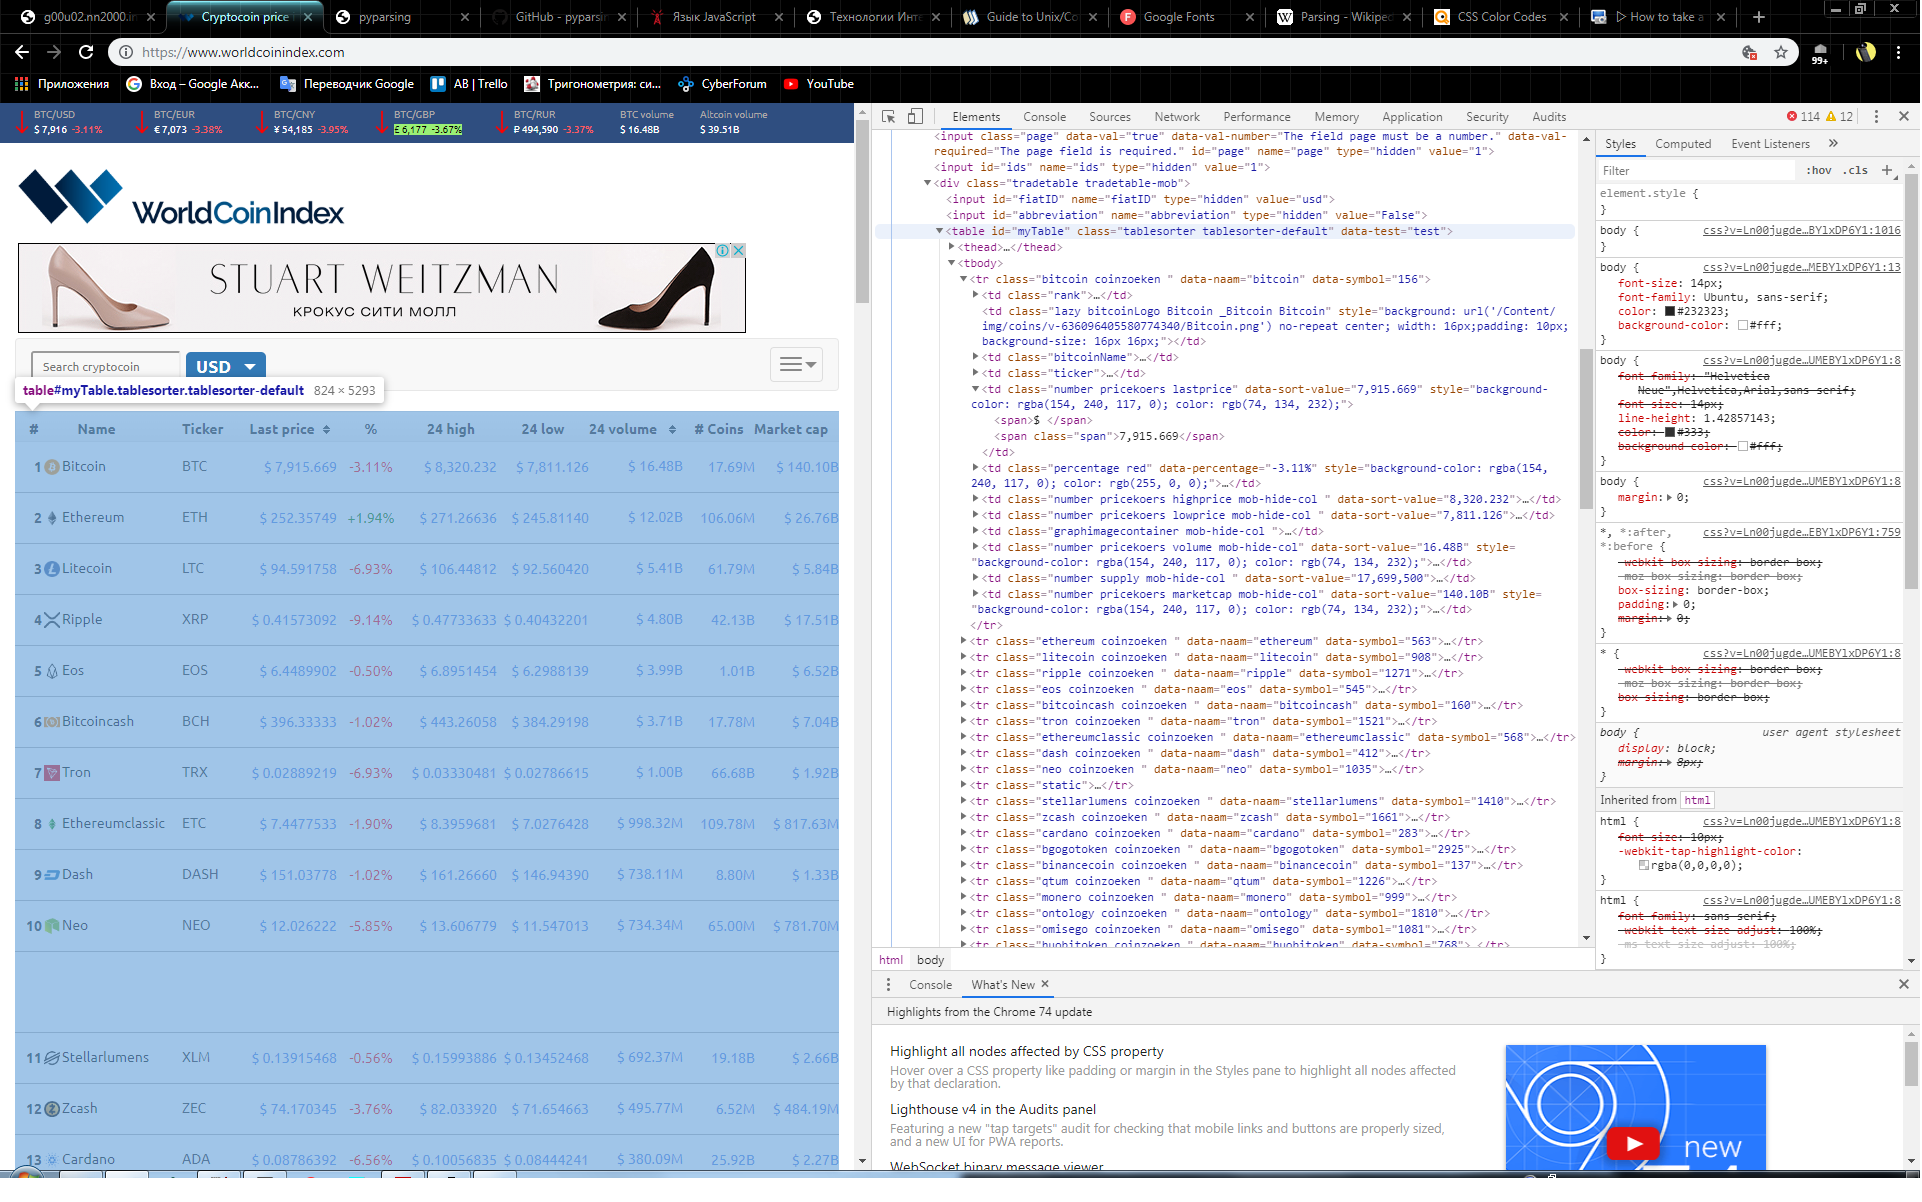 g00u02.nn2000.in
Cryptocoin price
pyparsing
GitHub - pyparsin
Язык JavaScript
Технологии Инте
Guide to Unix/Co
Google Fonts
Parsing - Wikiped
CSS Color Codes
▷ How to take a
https://www.worldcoinindex.com
99+
Приложения
Вход – Google Акк...
Переводчик Google
AB | Trello
Тригонометрия: си...
CyberForum
YouTube
BTC/USD BTC/EUR BTC/CNY BTC/GBP BTC/RUR BTC volume Altcoin volume
$ 7,916 -3.11% € 7,073 -3.38% ¥ 54,185 -3.95% £ 6,177 -3.67% ₽ 494,590 -3.37% $ 16.48B $ 39.51B
WorldCoinIndex
STUART WEITZMAN
КРОКУС СИТИ МОЛЛ
Search cryptocoin
USD
table#myTable.tablesorter.tablesorter-default 824 × 5293
# Name Ticker Last price % 24 high 24 low 24 volume # Coins Market cap
1 Bitcoin BTC $ 7,915.669 -3.11% $ 8,320.232 $ 7,811.126 $ 16.48B 17.69M $ 140.10B
2 Ethereum ETH $ 252.35749 +1.94% $ 271.26636 $ 245.81140 $ 12.02B 106.06M $ 26.76B
3 Litecoin LTC $ 94.591758 -6.93% $ 106.44812 $ 92.560420 $ 5.41B 61.79M $ 5.84B
4 Ripple XRP $ 0.41573092 -9.14% $ 0.47733633 $ 0.40432201 $ 4.80B 42.13B $ 17.51B
5 Eos EOS $ 6.4489902 -0.50% $ 6.8951454 $ 6.2988139 $ 3.99B 1.01B $ 6.52B
6 Bitcoincash BCH $ 396.33333 -1.02% $ 443.26058 $ 384.29198 $ 3.71B 17.78M $ 7.04B
7 Tron TRX $ 0.02889219 -6.93% $ 0.03330481 $ 0.02786615 $ 1.00B 66.68B $ 1.92B
8 Ethereumclassic ETC $ 7.4477533 -1.90% $ 8.3959681 $ 7.0276428 $ 998.32M 109.78M $ 817.63M
9 Dash DASH $ 151.03778 -1.02% $ 161.26660 $ 146.94390 $ 738.11M 8.80M $ 1.33B
10 Neo NEO $ 12.026222 -5.85% $ 13.606779 $ 11.547013 $ 734.34M 65.00M $ 781.70M
11 Stellarlumens XLM $ 0.13915468 -0.56% $ 0.15993886 $ 0.13452468 $ 692.37M 19.18B $ 2.66B
12 Zcash ZEC $ 74.170345 -3.76% $ 82.033920 $ 71.654663 $ 495.77M 6.52M $ 484.19M
13 Cardano ADA $ 0.08786392 -6.56% $ 0.10056835 $ 0.08444241 $ 380.09M 25.92B $ 2.27B
Elements Console Sources Network Performance Memory Application Security Audits
114 12
<input class="page" data-val="true" data-val-number="The field page must be a number." data-val-
required="The page field is required." id="page" name="page" type="hidden" value="1">
<input id="ids" name="ids" type="hidden" value="1">
<div class="tradetable tradetable-mob">
<input id="fiatID" name="fiatID" type="hidden" value="usd">
<input id="abbreviation" name="abbreviation" type="hidden" value="False">
<table id="myTable" class="tablesorter tablesorter-default" data-test="test">
<thead>…</thead>
<tbody>
<tr class="bitcoin coinzoeken " data-naam="bitcoin" data-symbol="156">
<td class="rank">…</td>
<td class="lazy bitcoinLogo Bitcoin _Bitcoin Bitcoin" style="background: url('/Content/
img/coins/v-636096405580774340/Bitcoin.png') no-repeat center; width: 16px;padding: 10px;
background-size: 16px 16px;"></td>
<td class="bitcoinName">…</td>
<td class="ticker">…</td>
<td class="number pricekoers lastprice" data-sort-value="7,915.669" style="background-
color: rgba(154, 240, 117, 0); color: rgb(74, 134, 232);">
<span>$ </span>
<span class="span">7,915.669</span>
</td>
<td class="percentage red" data-percentage="-3.11%" style="background-color: rgba(154,
240, 117, 0); color: rgb(255, 0, 0);">…</td>
<td class="number pricekoers highprice mob-hide-col " data-sort-value="8,320.232">…</td>
<td class="number pricekoers lowprice mob-hide-col " data-sort-value="7,811.126">…</td>
<td class="graphimagecontainer mob-hide-col ">…</td>
<td class="number pricekoers volume mob-hide-col" data-sort-value="16.48B" style=
"background-color: rgba(154, 240, 117, 0); color: rgb(74, 134, 232);">…</td>
<td class="number supply mob-hide-col " data-sort-value="17,699,500">…</td>
<td class="number pricekoers marketcap mob-hide-col" data-sort-value="140.10B" style=
"background-color: rgba(154, 240, 117, 0); color: rgb(74, 134, 232);">…</td>
</tr>
<tr class="ethereum coinzoeken " data-naam="ethereum" data-symbol="563">…</tr>
<tr class="litecoin coinzoeken " data-naam="litecoin" data-symbol="908">…</tr>
<tr class="ripple coinzoeken " data-naam="ripple" data-symbol="1271">…</tr>
<tr class="eos coinzoeken " data-naam="eos" data-symbol="545">…</tr>
<tr class="bitcoincash coinzoeken " data-naam="bitcoincash" data-symbol="160">…</tr>
<tr class="tron coinzoeken " data-naam="tron" data-symbol="1521">…</tr>
<tr class="ethereumclassic coinzoeken " data-naam="ethereumclassic" data-symbol="568">…</tr>
<tr class="dash coinzoeken " data-naam="dash" data-symbol="412">…</tr>
<tr class="neo coinzoeken " data-naam="neo" data-symbol="1035">…</tr>
<tr class="static">…</tr>
<tr class="stellarlumens coinzoeken " data-naam="stellarlumens" data-symbol="1410">…</tr>
<tr class="zcash coinzoeken " data-naam="zcash" data-symbol="1661">…</tr>
<tr class="cardano coinzoeken " data-naam="cardano" data-symbol="283">…</tr>
<tr class="bgogotoken coinzoeken " data-naam="bgogotoken" data-symbol="2925">…</tr>
<tr class="binancecoin coinzoeken " data-naam="binancecoin" data-symbol="137">…</tr>
<tr class="qtum coinzoeken " data-naam="qtum" data-symbol="1226">…</tr>
<tr class="monero coinzoeken " data-naam="monero" data-symbol="999">…</tr>
<tr class="ontology coinzoeken " data-naam="ontology" data-symbol="1810">…</tr>
<tr class="omisego coinzoeken " data-naam="omisego" data-symbol="1081">…</tr>
<tr class="huobitoken coinzoeken " data-naam="huobitoken" data-symbol="768">…</tr>
html body
Styles Computed Event Listeners »
Filter :hov .cls +
element.style {
}
body { css?v=Ln00jugde…BYlxDP6Y1:1016
}
body { css?v=Ln00jugde…MEBYlxDP6Y1:13
font-size: 14px;
font-family: Ubuntu, sans-serif;
color: #232323;
background-color: #fff;
}
body { css?v=Ln00jugde…UMEBYlxDP6Y1:8
font-family: "Helvetica
Neue",Helvetica,Arial,sans-serif;
font-size: 14px;
line-height: 1.42857143;
color: #333;
background-color: #fff;
}
body { css?v=Ln00jugde…UMEBYlxDP6Y1:8
margin: 0;
}
*, *:after, css?v=Ln00jugde…EBYlxDP6Y1:759
*:before {
-webkit-box-sizing: border-box;
-moz-box-sizing: border-box;
box-sizing: border-box;
padding: 0;
margin: 0;
}
* { css?v=Ln00jugde…UMEBYlxDP6Y1:8
-webkit-box-sizing: border-box;
-moz-box-sizing: border-box;
box-sizing: border-box;
}
body { user agent stylesheet
display: block;
margin: 8px;
}
Inherited from html
html { css?v=Ln00jugde…UMEBYlxDP6Y1:8
font-size: 10px;
-webkit-tap-highlight-color:
rgba(0,0,0,0);
}
html { css?v=Ln00jugde…UMEBYlxDP6Y1:8
font-family: sans-serif;
-webkit-text-size-adjust: 100%;
-ms-text-size-adjust: 100%;
}
Console What's New
Highlights from the Chrome 74 update
Highlight all nodes affected by CSS property
Hover over a CSS property like padding or margin in the Styles pane to highlight all nodes affected
by that declaration.
Lighthouse v4 in the Audits panel
Featuring a new "tap targets" audit for checking that mobile links and buttons are properly sized,
and a new UI for PWA reports.
WebSocket binary message viewer
new